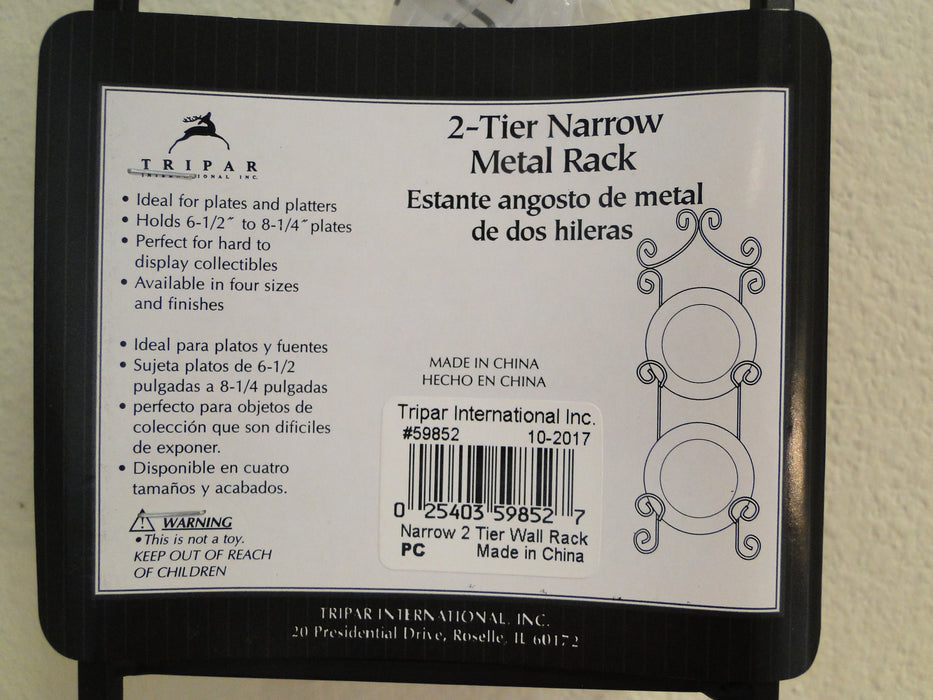 TRIPAR
INTERNATIONAL INC.
• Ideal for plates and platters
• Holds 6-1/2″ to 8-1/4″ plates
• Perfect for hard to
display collectibles
• Available in four sizes
and finishes
• Ideal para platos y fuentes
• Sujeta platos de 6-1/2
pulgadas a 8-1/4 pulgadas
• perfecto para objetos de
colección que son dificiles
de exponer.
• Disponible en cuatro
tamaños y acabados.
WARNING
• This is not a toy.
KEEP OUT OF REACH
OF CHILDREN
2-Tier Narrow
Metal Rack
Estante angosto de metal
de dos hileras
MADE IN CHINA
HECHO EN CHINA
Tripar International Inc.
#59852 10-2017
0 25403 59852 7
Narrow 2 Tier Wall Rack
PC Made in China
TRIPAR INTERNATIONAL, INC.
20 Presidential Drive, Roselle, IL 60172